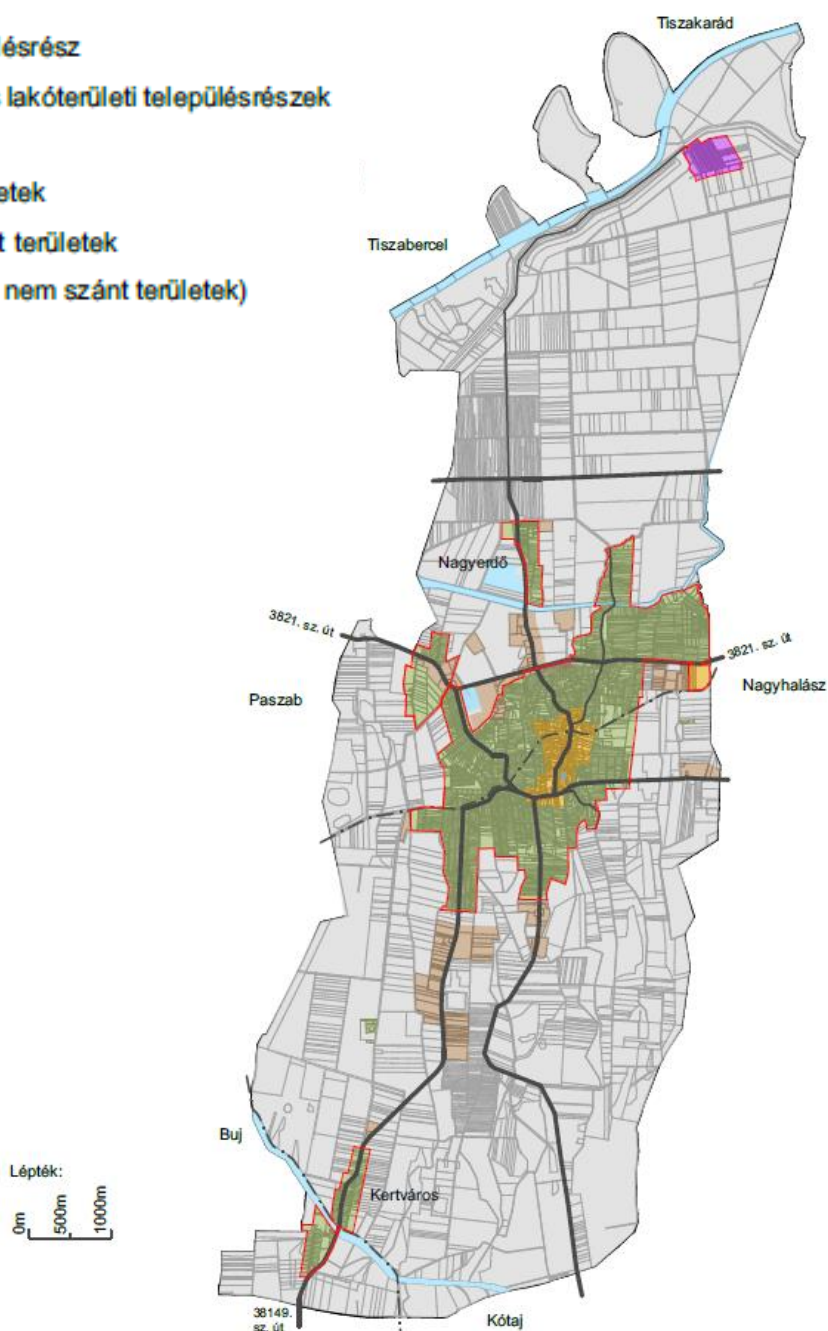 Tiszakarád
ésrész
lakóterületi településrészek
etek
t területek
Tiszabercel
nem szánt területek)
Nagyerdő
3821. sz. út
3821. sz. út
Paszab
Nagyhalász
Buj
Lépték:
Kertváros
0m
500m
1000m
38149.
sz. út
Kótaj